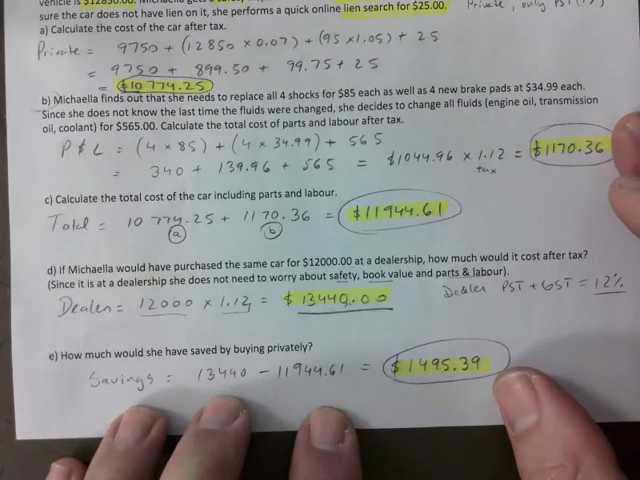 vehicle is $12850.00. Michaella gets a
sure the car does not have lien on it, she performs a quick online lien search for $25.00. Private, only PST (7%)
a) Calculate the cost of the car after tax.
Private = 9750 + (12850 x 0.07) + (95 x 1.05) + 25
= 9750 + 899.50 + 99.75 + 25
= $10 774.25
b) Michaella finds out that she needs to replace all 4 shocks for $85 each as well as 4 new brake pads at $34.99 each.
Since she does not know the last time the fluids were changed, she decides to change all fluids (engine oil, transmission
oil, coolant) for $565.00. Calculate the total cost of parts and labour after tax.
P & L = (4 x 85) + (4 x 34.99) + 565
= 340 + 139.96 + 565 = $1044.96 x 1.12 = $1170.36
tax
c) Calculate the total cost of the car including parts and labour.
Total = 10 774.25 + 1170.36 = $11944.61
a b
d) If Michaella would have purchased the same car for $12000.00 at a dealership, how much would it cost after tax?
(Since it is at a dealership she does not need to worry about safety, book value and parts & labour).
Dealer = 12000 x 1.12 = $13440.00 Dealer PST + GST = 12%
e) How much would she have saved by buying privately?
Savings = 13440 - 11944.61 = $1495.39